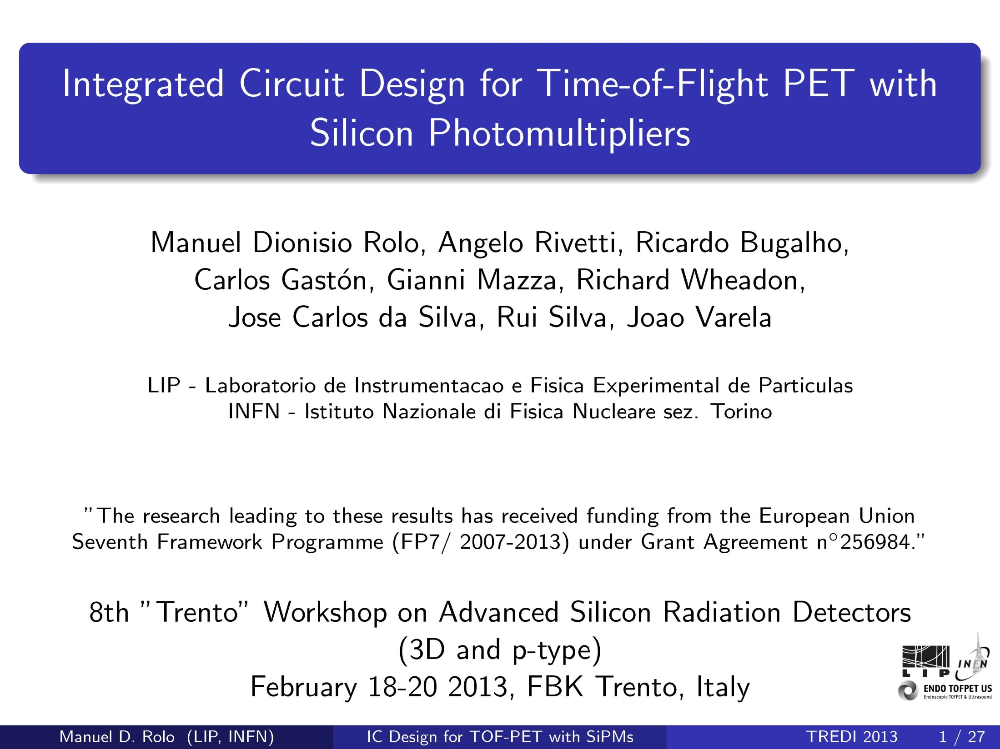 Integrated Circuit Design for Time-of-Flight PET with
Silicon Photomultipliers
Manuel Dionisio Rolo, Angelo Rivetti, Ricardo Bugalho,
Carlos Gastón, Gianni Mazza, Richard Wheadon,
Jose Carlos da Silva, Rui Silva, Joao Varela
LIP - Laboratorio de Instrumentacao e Fisica Experimental de Particulas
INFN - Istituto Nazionale di Fisica Nucleare sez. Torino
”The research leading to these results has received funding from the European Union
Seventh Framework Programme (FP7/ 2007-2013) under Grant Agreement n°256984.”
8th ”Trento” Workshop on Advanced Silicon Radiation Detectors
(3D and p-type)
February 18-20 2013, FBK Trento, Italy
LIP
INFN
ENDO TOFPET US
Endoscopic TOFPET & Ultrasound
Manuel D. Rolo (LIP, INFN)
IC Design for TOF-PET with SiPMs
TREDI 2013
1 / 27